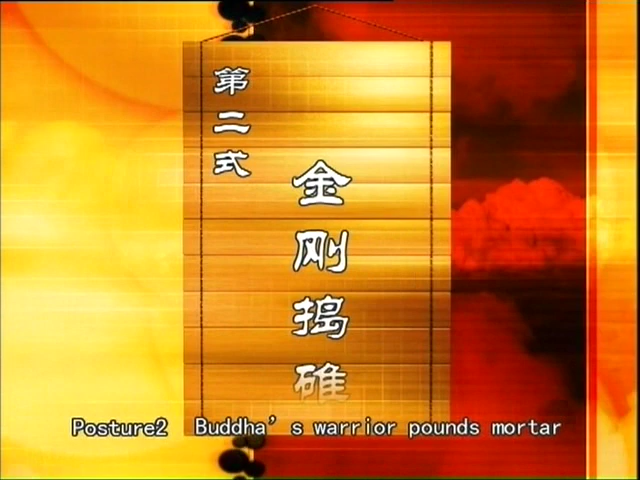 第二式
金刚捣碓
Posture2 Buddha's warrior pounds mortar